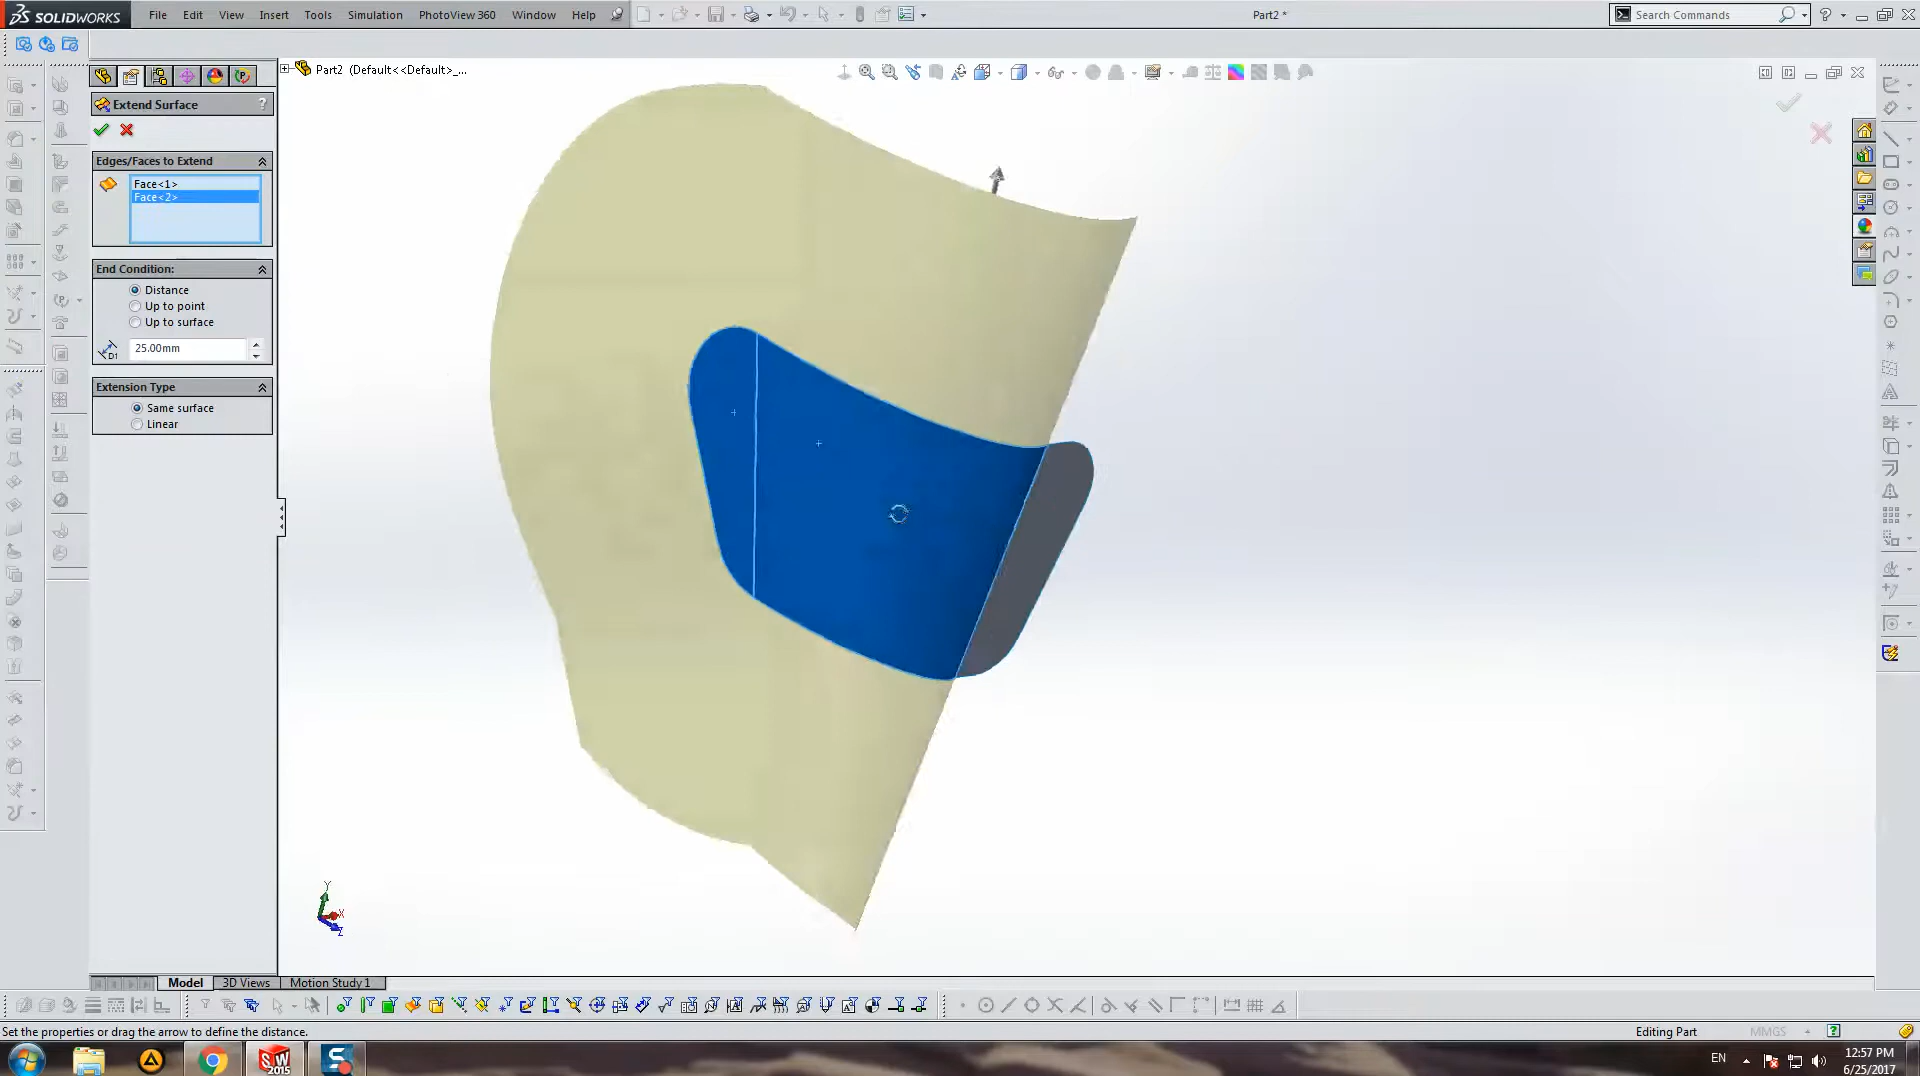 SOLIDWORKS File Edit View Insert Tools Simulation PhotoView 360 Window Help Part2 * Search Commands
Part2 (Default<<Default>_...
Extend Surface ?
Edges/Faces to Extend
Face<1>
Face<2>
End Condition:
Distance
Up to point
Up to surface
D1 25.00mm
Extension Type
Same surface
Linear
Y
X
Z
Model 3D Views Motion Study 1
Set the properties or drag the arrow to define the distance. Editing Part MMGS
EN 12:57 PM
6/25/2017
SW 2015